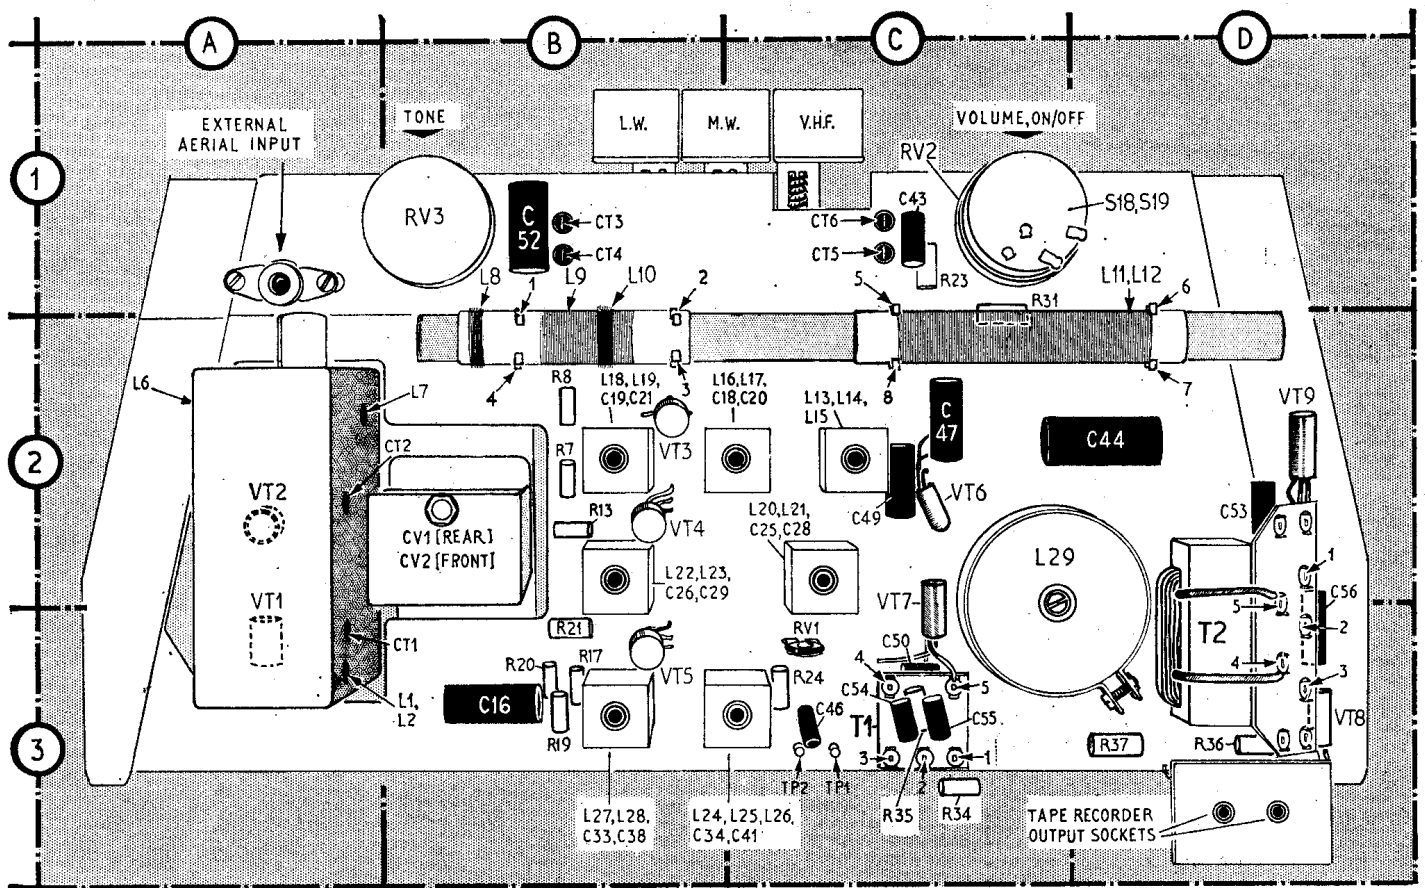 A
B
C
D
1
2
3
EXTERNAL
AERIAL INPUT
TONE
L.W.
M.W.
V.H.F.
VOLUME, ON/OFF
RV3
C
52
CT3
CT4
CT6
CT5
C43
RV2
S18, S19
R23
L8
1
L9
L10
2
5
R31
L11, L12
6
4
3
8
7
L6
L7
CT2
VT2
VT1
CT1
L1,
L2
CV1 [REAR]
CV2 [FRONT]
R8
L18, L19,
C19, C21
L16, L17,
C18, C20
L13, L14,
L15
C
47
C44
VT9
R7
VT3
C49
VT6
C53
R13
VT4
L20, L21,
C25, C28
L29
L22, L23,
C26, C29
VT7
1
C56
5
T2
2
4
3
R21
RV1
C50
R20
R17
VT5
R24
4
5
C16
R19
C54
C46
T1
C55
3
2
1
R37
R36
VT8
TP2
TP1
R35
R34
L27, L28,
C33, C38
L24, L25, L26,
C34, C41
TAPE RECORDER
OUTPUT SOCKETS